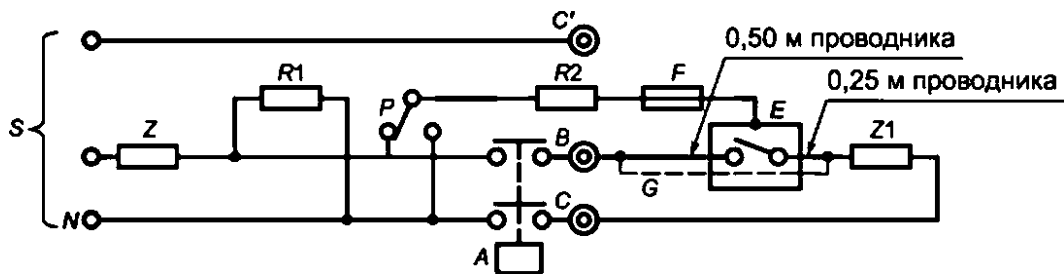 C'
0,50 м проводника
R1
R2
F
0,25 м проводника
S
P
E
Z
B
Z1
G
N
C
A